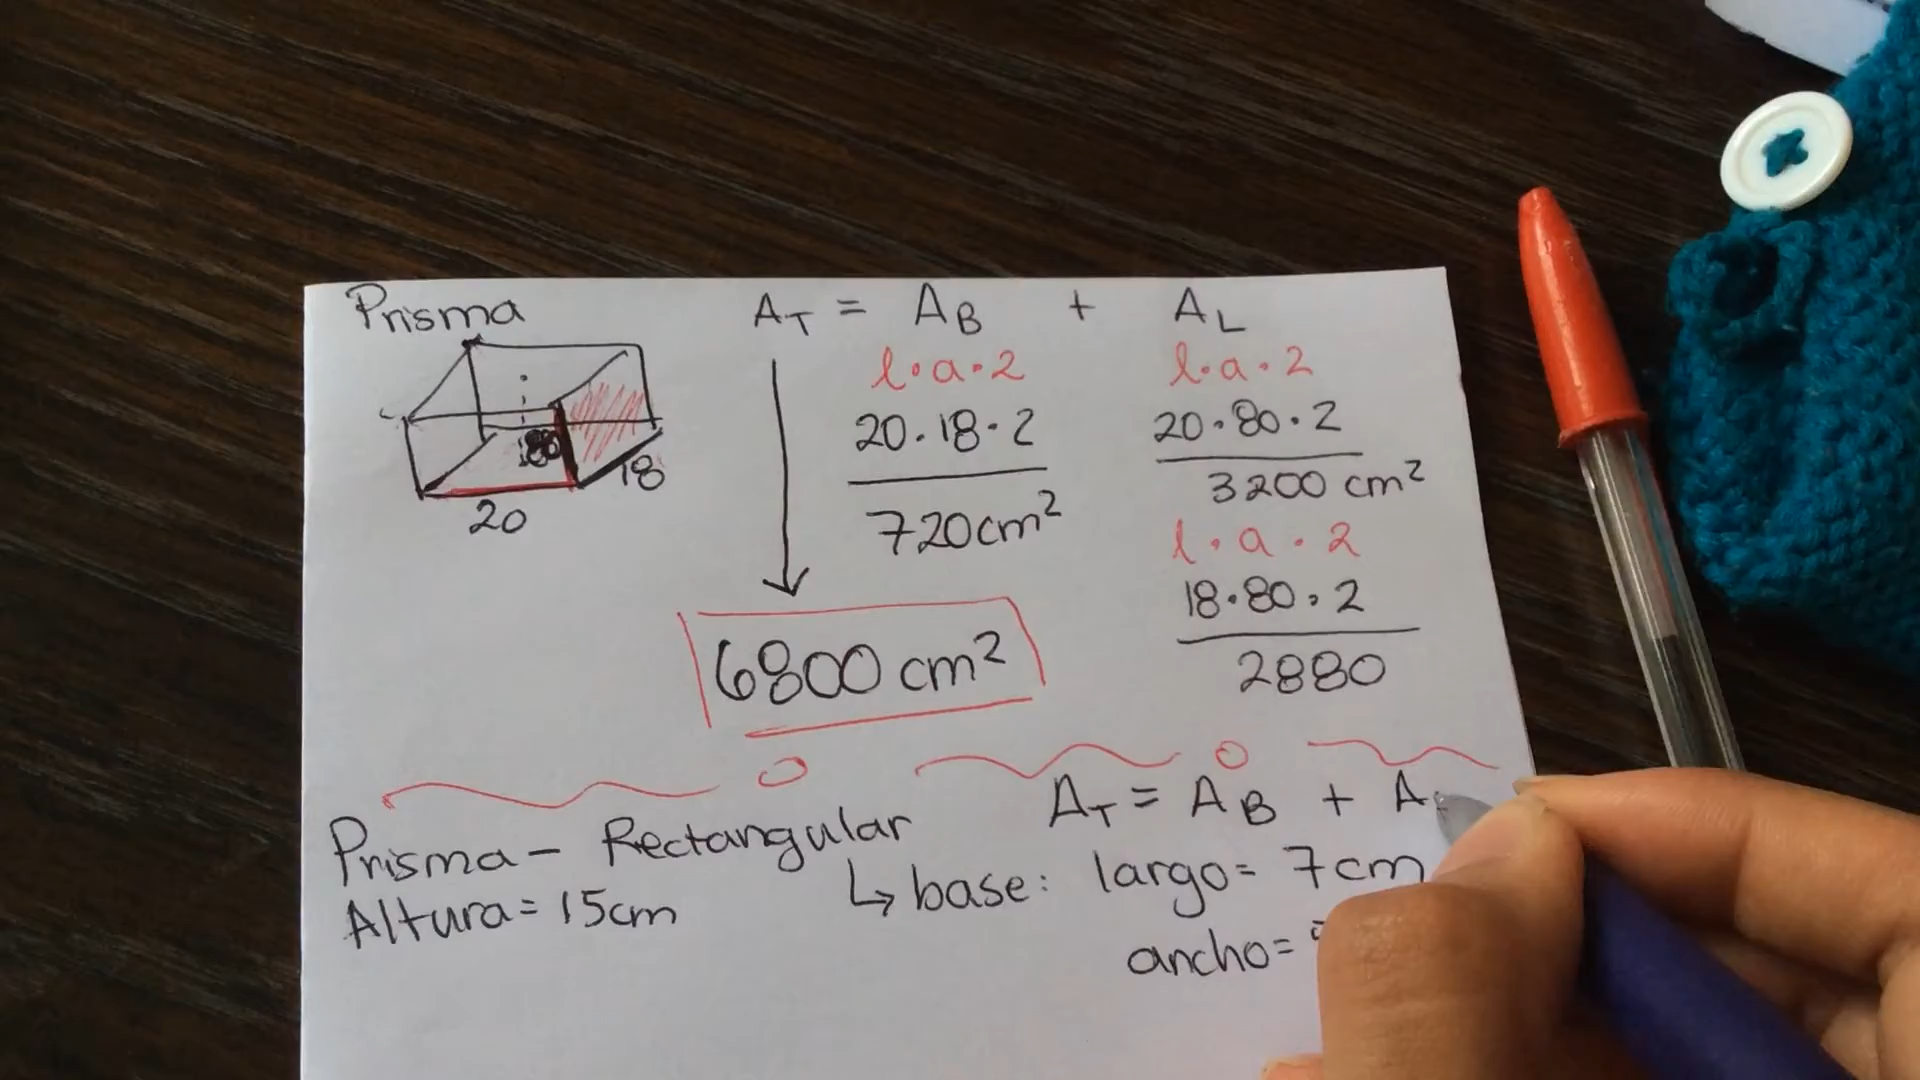 Prisma
A_T = A_B + A_L
l·a·2
l·a·2
20·18·2
20·80·2
80
18
20
720cm²
3200 cm²
l·a·2
18·80·2
2880
6800 cm²
A_T = A_B + A
Prisma - Rectangular
↳ base: largo= 7cm
Altura= 15cm
ancho=